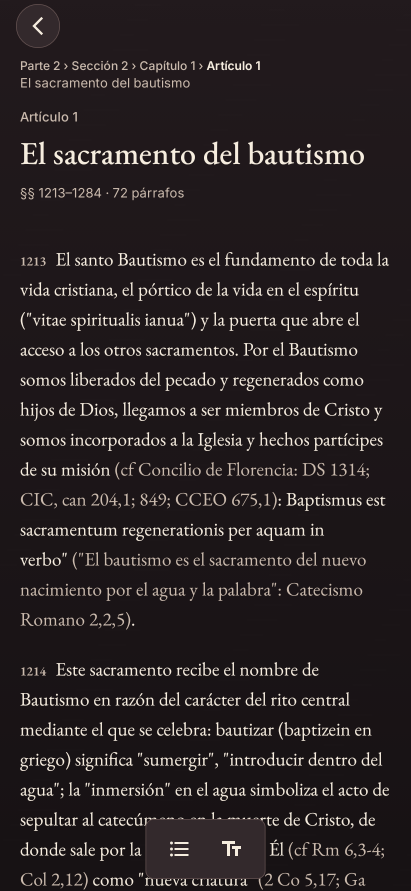 Parte 2 › Sección 2 › Capítulo 1 › Artículo 1
El sacramento del bautismo
Artículo 1
El sacramento del bautismo
§§ 1213–1284 · 72 párrafos
1213 El santo Bautismo es el fundamento de toda la
vida cristiana, el pórtico de la vida en el espíritu
("vitae spiritualis ianua") y la puerta que abre el
acceso a los otros sacramentos. Por el Bautismo
somos liberados del pecado y regenerados como
hijos de Dios, llegamos a ser miembros de Cristo y
somos incorporados a la Iglesia y hechos partícipes
de su misión (cf Concilio de Florencia: DS 1314;
CIC, can 204,1; 849; CCEO 675,1): Baptismus est
sacramentum regenerationis per aquam in
verbo" ("El bautismo es el sacramento del nuevo
nacimiento por el agua y la palabra": Catecismo
Romano 2,2,5).
1214 Este sacramento recibe el nombre de
Bautismo en razón del carácter del rito central
mediante el que se celebra: bautizar (baptizein en
griego) significa "sumergir", "introducir dentro del
agua"; la "inmersión" en el agua simboliza el acto de
sepultar al catecúmeno en la muerte de Cristo, de
donde sale por la Él (cf Rm 6,3-4;
Col 2,12) como "nueva criatura" (2 Co 5,17; Ga